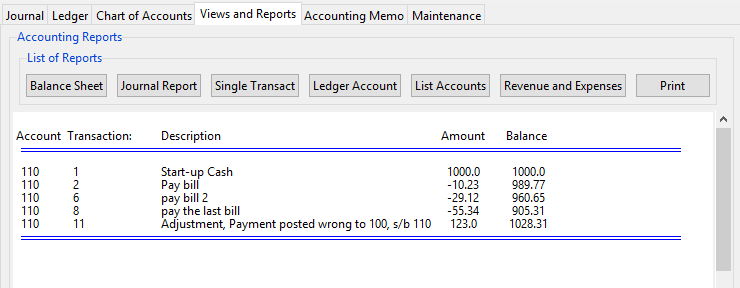 Journal Ledger Chart of Accounts Views and Reports Accounting Memo Maintenance
Accounting Reports
List of Reports
Balance Sheet Journal Report Single Transact Ledger Account List Accounts Revenue and Expenses Print
Account Transaction: Description Amount Balance
110 1 Start-up Cash 1000.0 1000.0
110 2 Pay bill -10.23 989.77
110 6 pay bill 2 -29.12 960.65
110 8 pay the last bill -55.34 905.31
110 11 Adjustment, Payment posted wrong to 100, s/b 110 123.0 1028.31